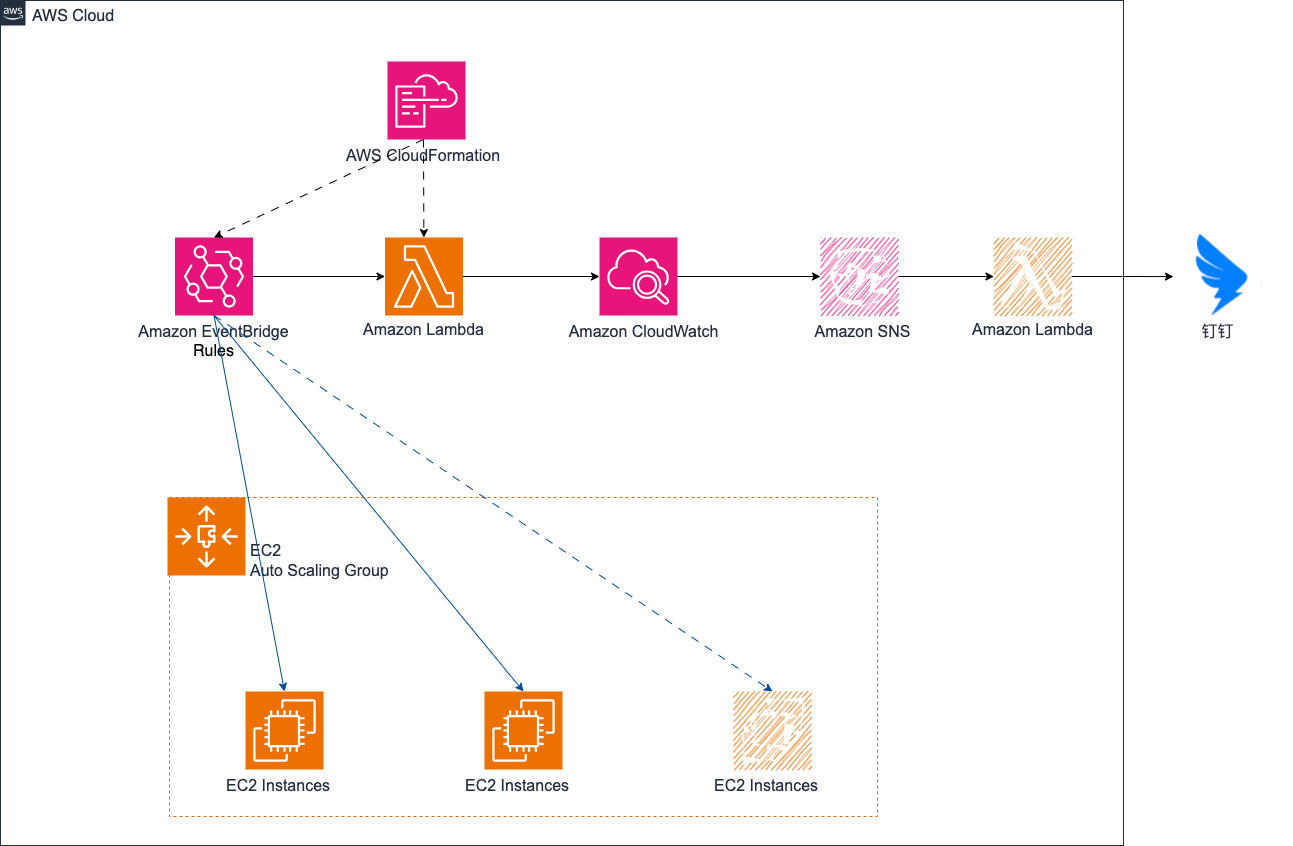 aws
AWS Cloud
AWS CloudFormation
Amazon EventBridge
Rules
Amazon Lambda
Amazon CloudWatch
Amazon SNS
Amazon Lambda
钉钉
EC2
Auto Scaling Group
EC2 Instances
EC2 Instances
EC2 Instances